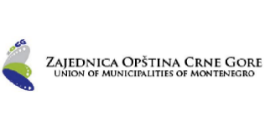 Zajednica Opština Crne Gore
Union of Municipalities of Montenegro